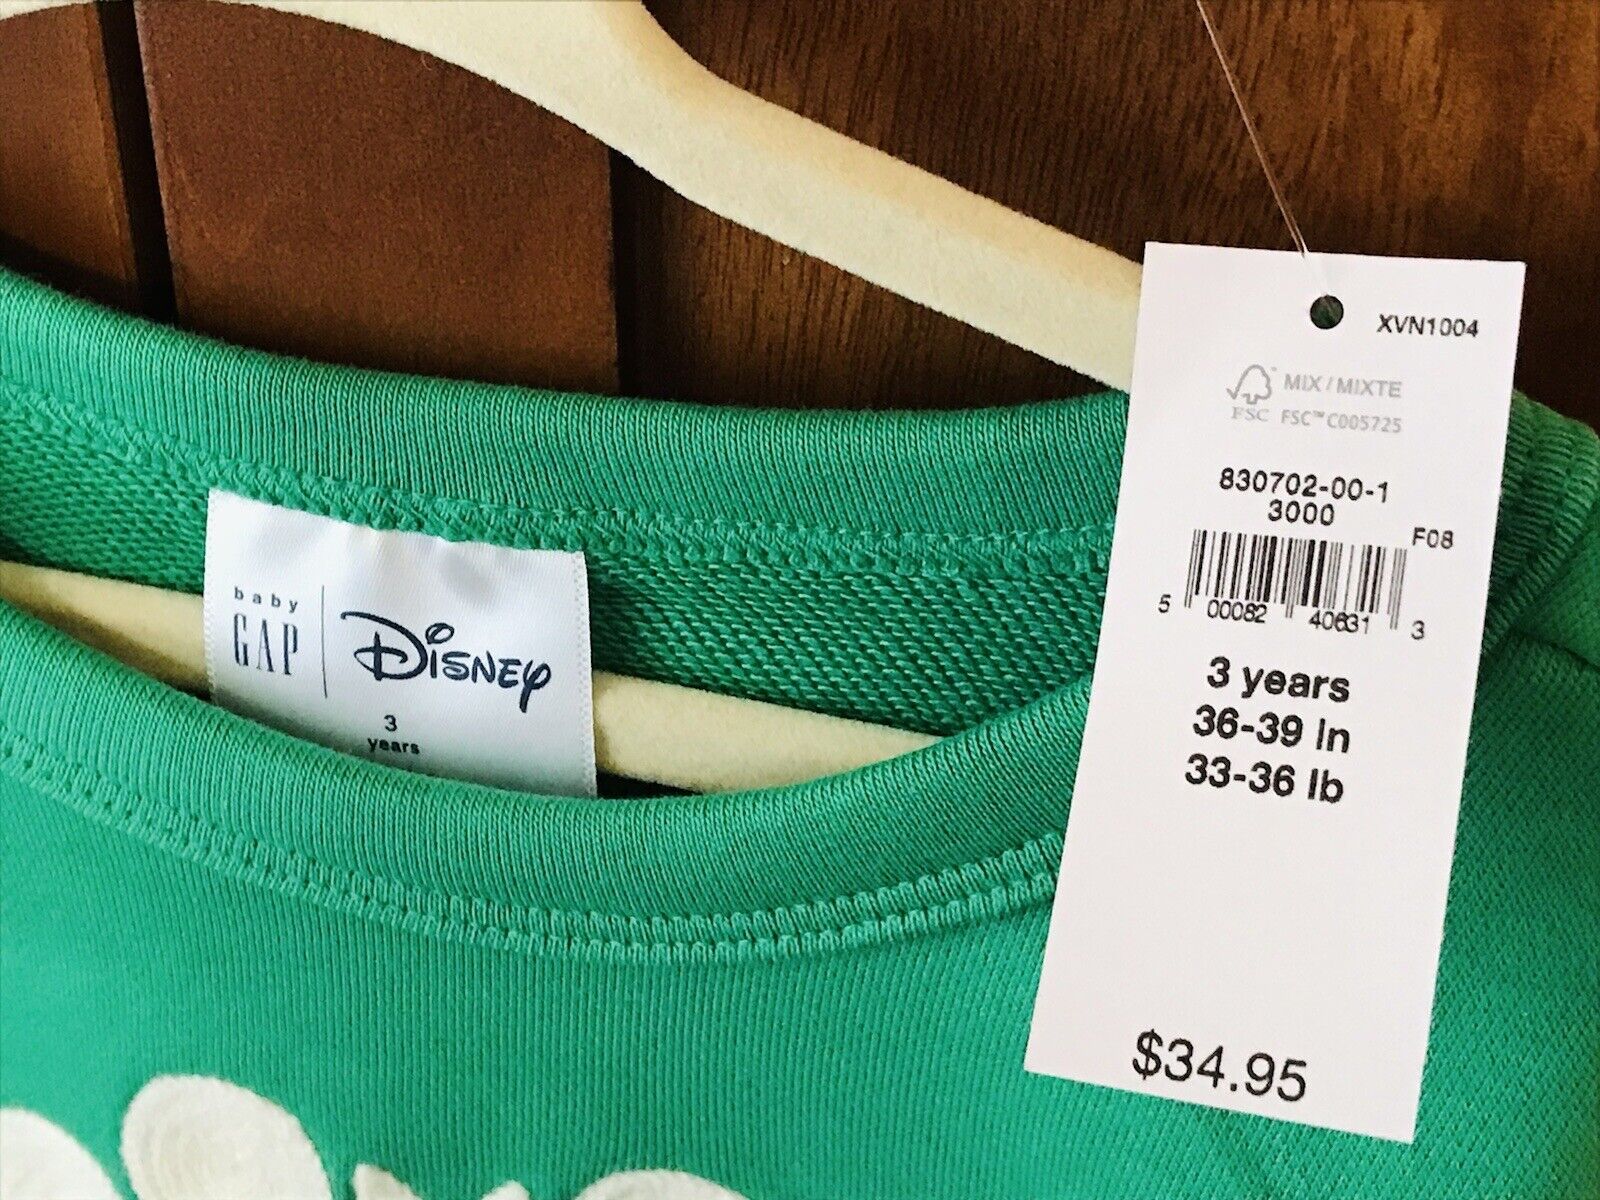 baby
GAP
Disney
3
years
XVN1004
MIX / MIXTE
FSC FSC™ C005725
830702-00-1
3000
F08
5 00082 40631 3
3 years
36-39 in
33-36 lb
$34.95